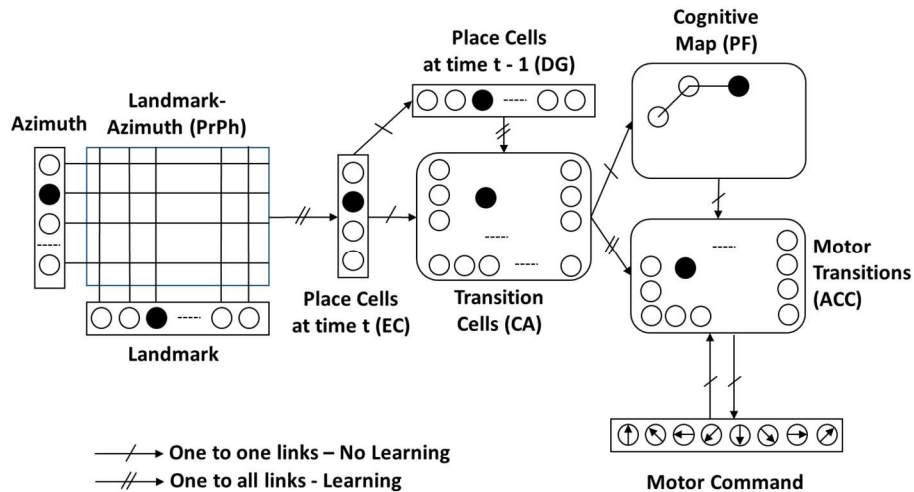 Cognitive
Map (PF)
Place Cells
at time t - 1 (DG)
Landmark-
Azimuth (PrPh)
Azimuth
Motor
Transitions
(ACC)
Place Cells
at time t (EC)
Transition
Cells (CA)
Landmark
One to one links – No Learning
One to all links - Learning
Motor Command